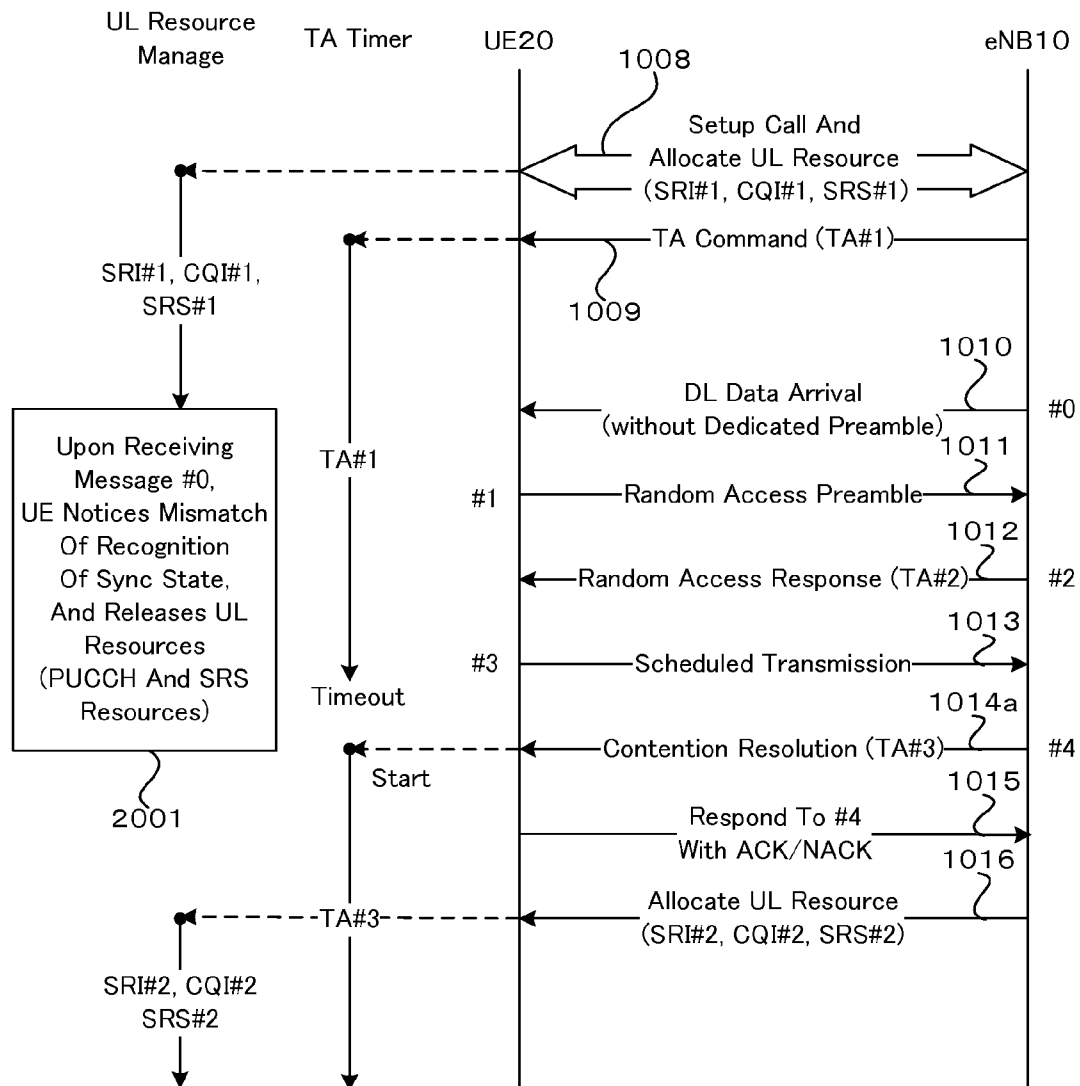 UL Resource
Manage
TA Timer
UE20
eNB10
1008
Setup Call And
Allocate UL Resource
(SRI#1, CQI#1, SRS#1)
TA Command (TA#1)
1009
SRI#1, CQI#1,
SRS#1
1010
DL Data Arrival
(without Dedicated Preamble)
#0
Upon Receiving
Message #0,
UE Notices Mismatch
Of Recognition
Of Sync State,
And Releases UL
Resources
(PUCCH And SRS
Resources)
2001
TA#1
1011
#1
Random Access Preamble
1012
Random Access Response (TA#2)
#2
1013
#3
Scheduled Transmission
Timeout
1014a
Contention Resolution (TA#3)
#4
Start
1015
Respond To #4
With ACK/NACK
1016
Allocate UL Resource
(SRI#2, CQI#2, SRS#2)
TA#3
SRI#2, CQI#2
SRS#2